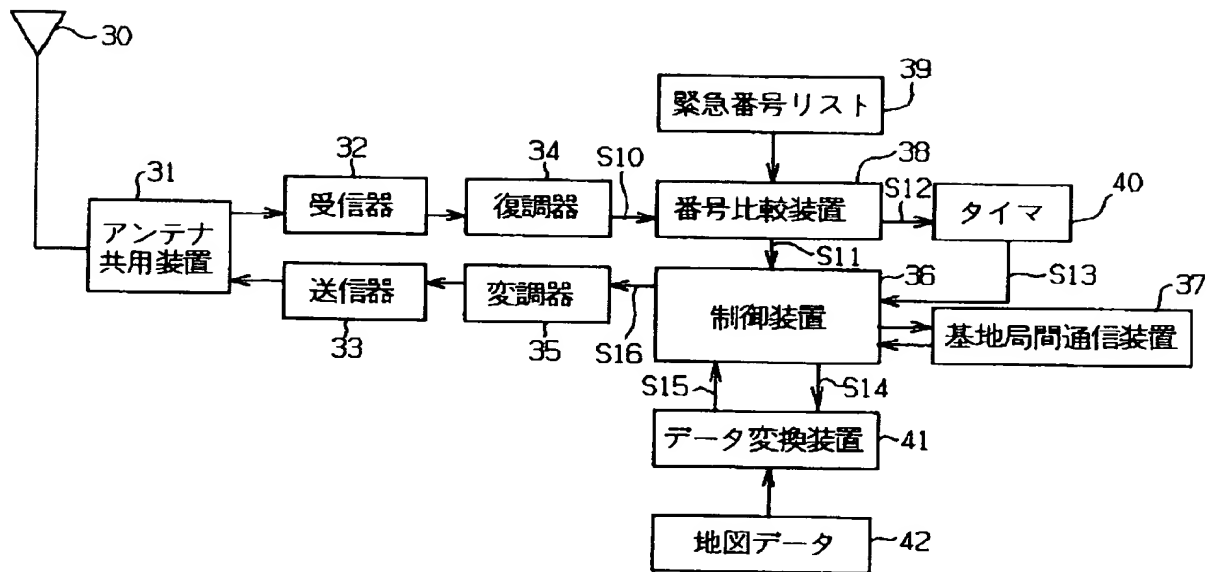 30
39
緊急番号リスト
32
34
S10
38
31
S12
40
受信器
復調器
番号比較装置
タイマ
アンテナ
共用装置
S11
36
S13
37
送信器
変調器
制御装置
基地局間通信装置
33
35
S16
S15
S14
データ変換装置
41
地図データ
42